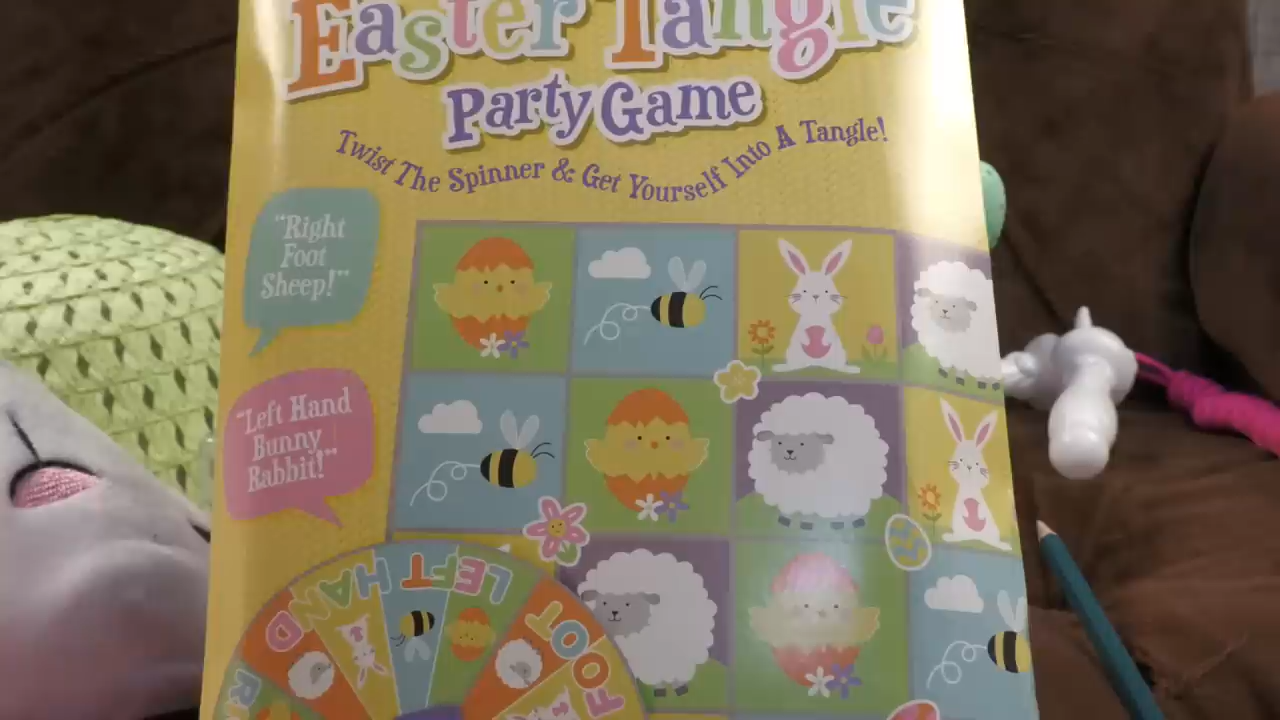 Easter Tangle
Party Game
Twist The Spinner & Get Yourself Into A Tangle!
"Right
Foot
Sheep!"
"Left Hand
Bunny
Rabbit!"
LEFT HAND
FOOT
R